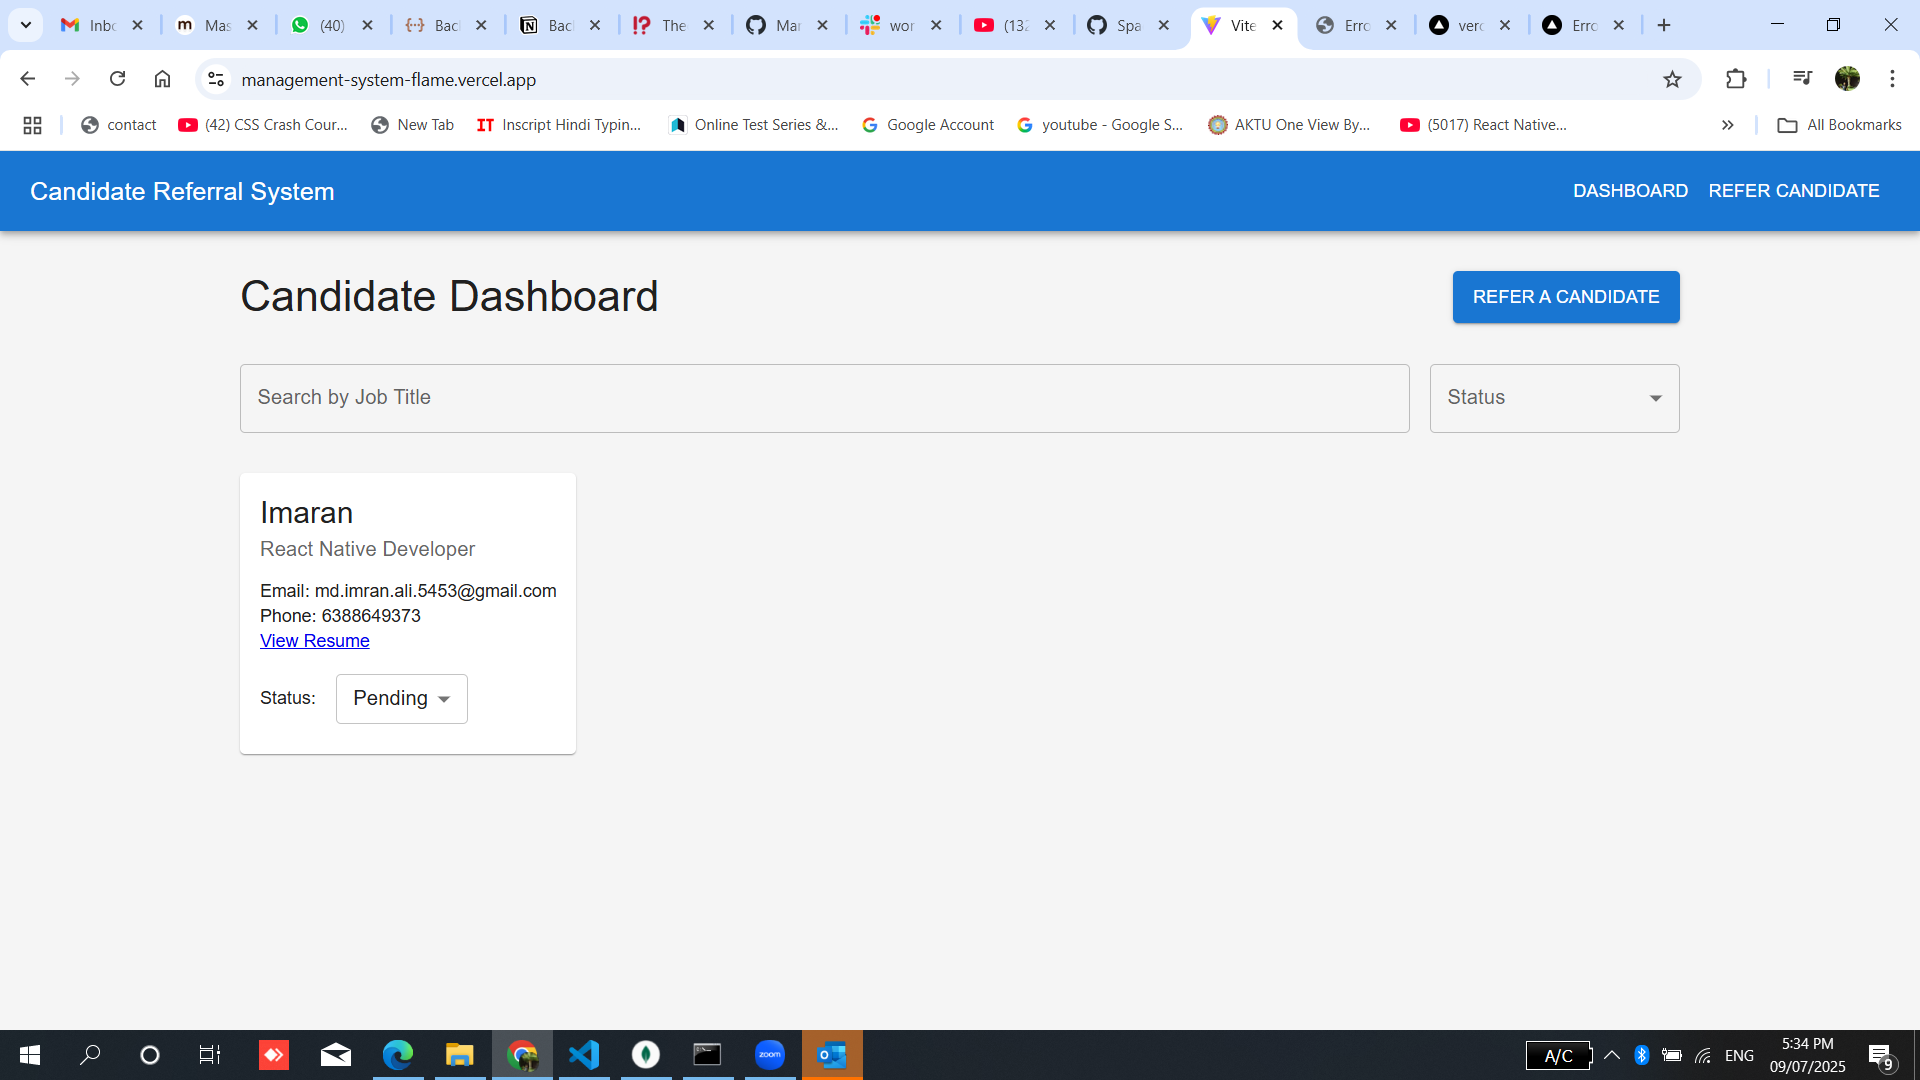 Inbc
Mas
(40)
Bacl
Bacl
The
Mar
wor
(132
Spa
Vite
Erro
verc
Erro
management-system-flame.vercel.app
contact
(42) CSS Crash Cour...
New Tab
Inscript Hindi Typin...
Online Test Series &...
Google Account
youtube - Google S...
AKTU One View By...
(5017) React Native...
All Bookmarks
Candidate Referral System
DASHBOARD
REFER CANDIDATE
Candidate Dashboard
REFER A CANDIDATE
Search by Job Title
Status
Imaran
React Native Developer
Email: md.imran.ali.5453@gmail.com
Phone: 6388649373
View Resume
Status:
Pending
zoom
A/C
ENG
5:34 PM
09/07/2025
9